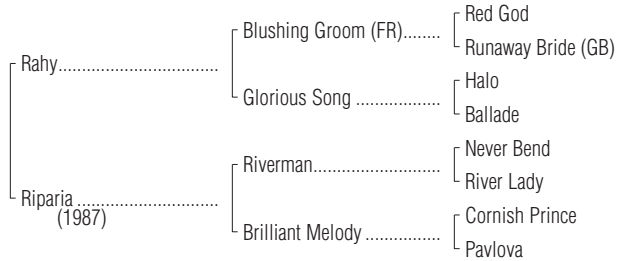 Red God
Blushing Groom (FR)........
Runaway Bride (GB)
Rahy..................................
Halo
Glorious Song ..................
Ballade
Never Bend
Riverman...........................
River Lady
Riparia ..............................
(1987)
Cornish Prince
Brilliant Melody ................
Pavlova